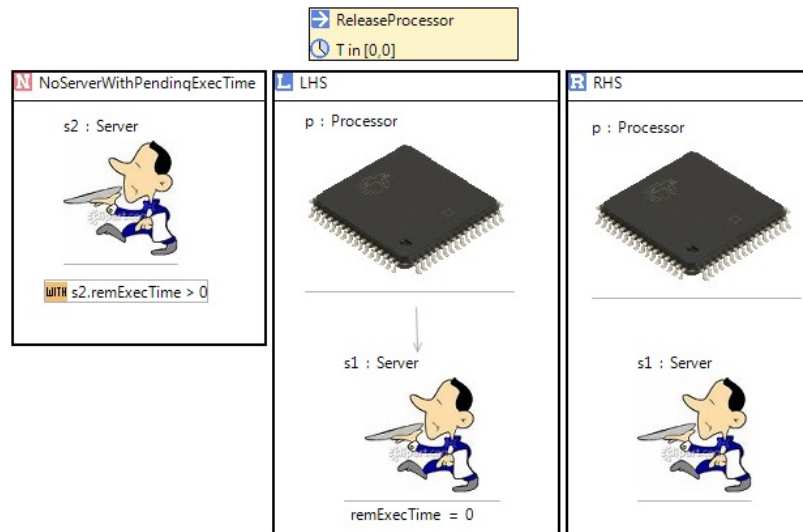 ReleaseProcessor
T in [0,0]
N NoServerWithPendingExecTime
s2 : Server
WITH s2.remExecTime > 0
L LHS
p : Processor
s1 : Server
remExecTime = 0
R RHS
p : Processor
s1 : Server